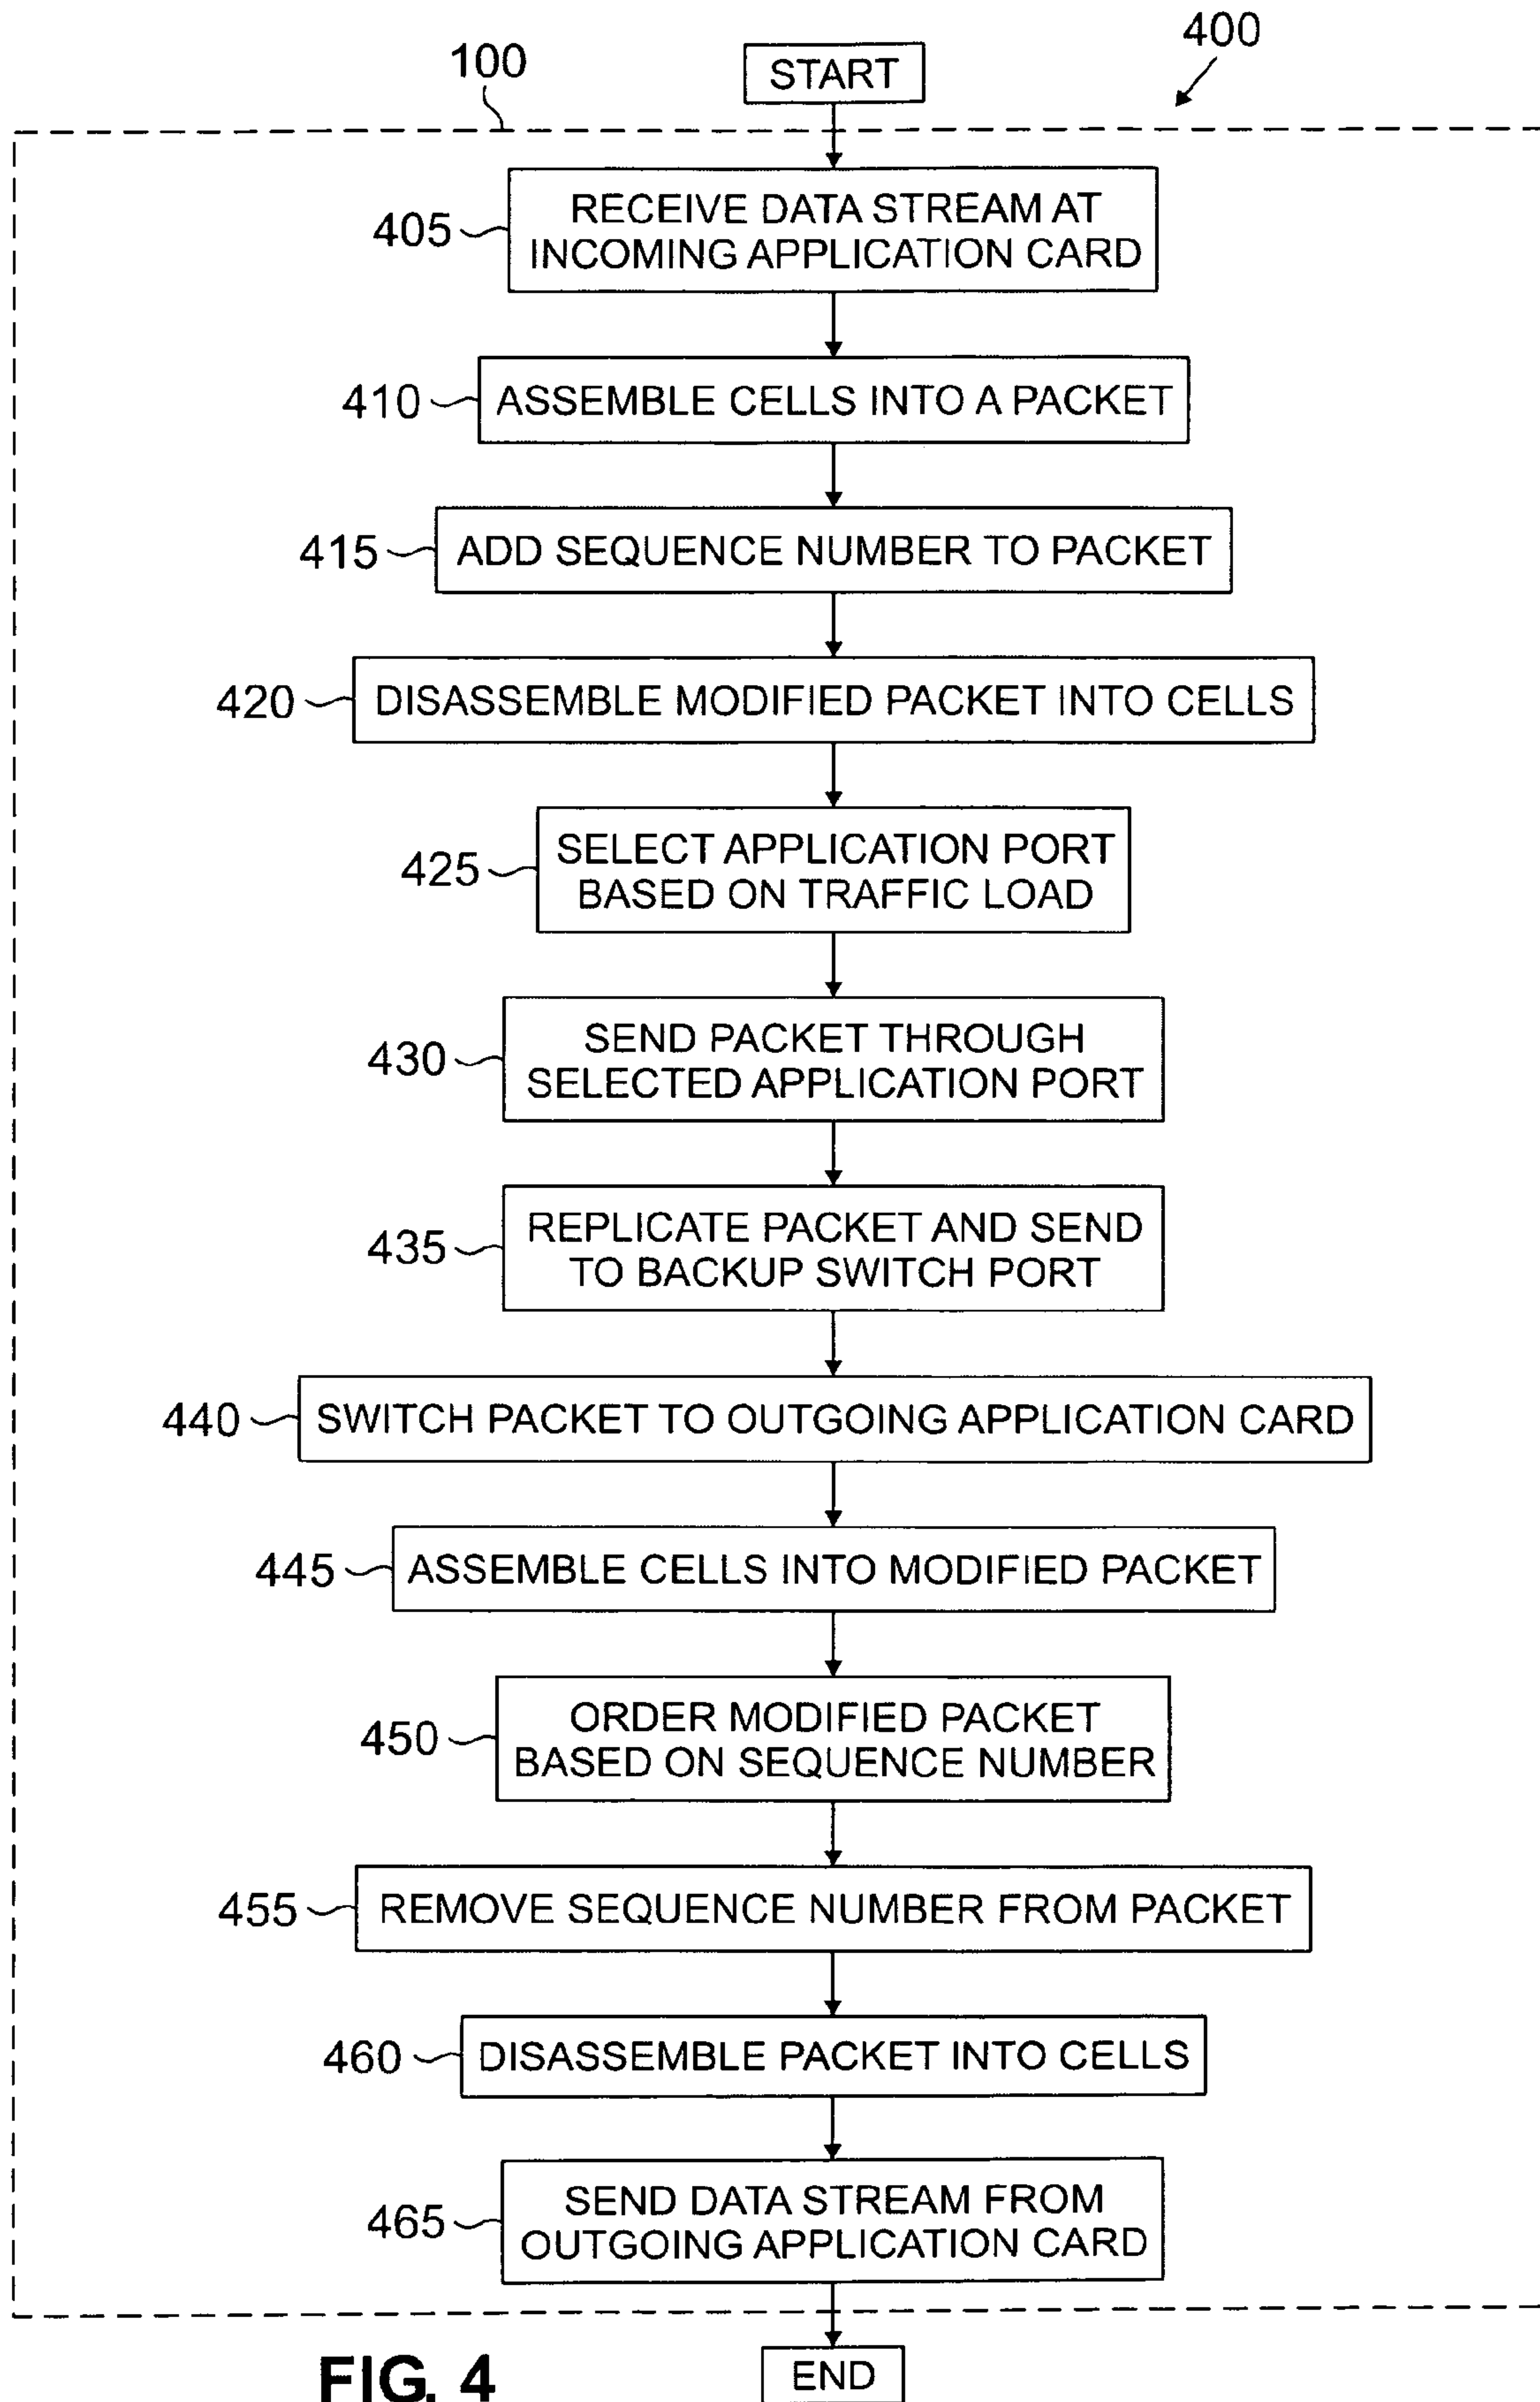 400
100
START
405
RECEIVE DATA STREAM AT
INCOMING APPLICATION CARD
410
ASSEMBLE CELLS INTO A PACKET
415
ADD SEQUENCE NUMBER TO PACKET
420
DISASSEMBLE MODIFIED PACKET INTO CELLS
425
SELECT APPLICATION PORT
BASED ON TRAFFIC LOAD
430
SEND PACKET THROUGH
SELECTED APPLICATION PORT
435
REPLICATE PACKET AND SEND
TO BACKUP SWITCH PORT
440
SWITCH PACKET TO OUTGOING APPLICATION CARD
445
ASSEMBLE CELLS INTO MODIFIED PACKET
450
ORDER MODIFIED PACKET
BASED ON SEQUENCE NUMBER
455
REMOVE SEQUENCE NUMBER FROM PACKET
460
DISASSEMBLE PACKET INTO CELLS
465
SEND DATA STREAM FROM
OUTGOING APPLICATION CARD
END
FIG. 4